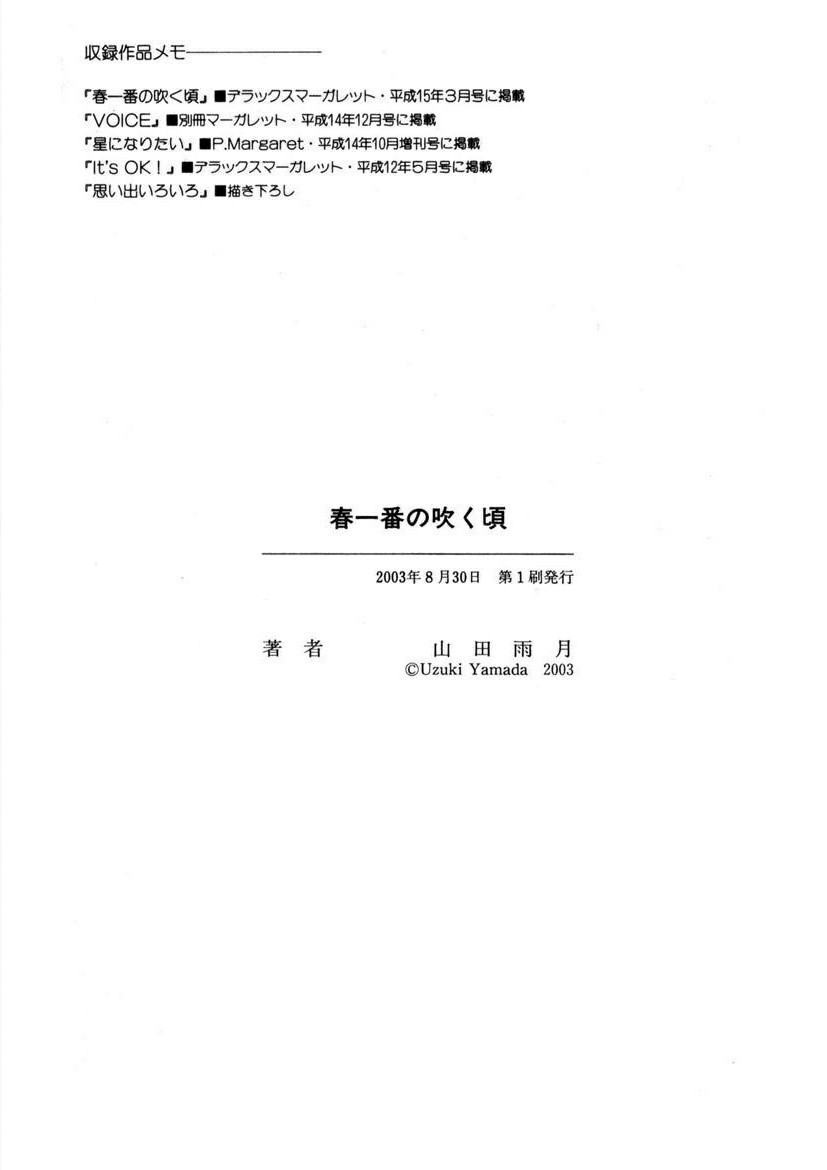 収録作品メモ
『春一番の吹く頃』■デラックスマーガレット・平成15年3月号に掲載
『VOICE』■別冊マーガレット・平成14年12月号に掲載
『星になりたい』■P.Margaret・平成14年10月増刊号に掲載
『It's OK！』■デラックスマーガレット・平成12年5月号に掲載
『思い出いろいろ』■描き下ろし
春一番の吹く頃
2003年8月30日　第1刷発行
著者　山田雨月
©Uzuki Yamada 2003